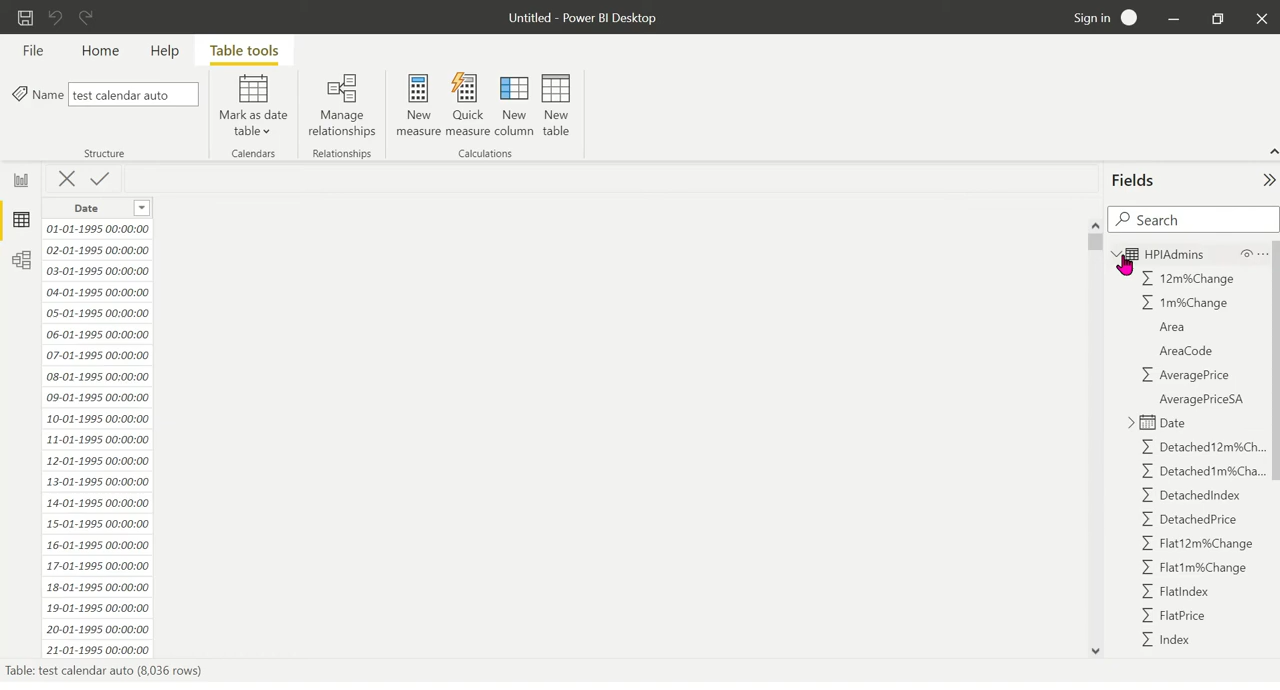 Untitled - Power BI Desktop
Sign in
File
Home
Help
Table tools
Name
test calendar auto
Structure
Mark as date
table
Calendars
Manage
relationships
Relationships
New
measure
Quick
measure
New
column
New
table
Calculations
Fields
Search
Date
01-01-1995 00:00:00
02-01-1995 00:00:00
03-01-1995 00:00:00
04-01-1995 00:00:00
05-01-1995 00:00:00
06-01-1995 00:00:00
07-01-1995 00:00:00
08-01-1995 00:00:00
09-01-1995 00:00:00
10-01-1995 00:00:00
11-01-1995 00:00:00
12-01-1995 00:00:00
13-01-1995 00:00:00
14-01-1995 00:00:00
15-01-1995 00:00:00
16-01-1995 00:00:00
17-01-1995 00:00:00
18-01-1995 00:00:00
19-01-1995 00:00:00
20-01-1995 00:00:00
21-01-1995 00:00:00
HPIAdmins
12m%Change
1m%Change
Area
AreaCode
AveragePrice
AveragePriceSA
Date
Detached12m%Ch...
Detached1m%Cha...
DetachedIndex
DetachedPrice
Flat12m%Change
Flat1m%Change
FlatIndex
FlatPrice
Index
Table: test calendar auto (8,036 rows)